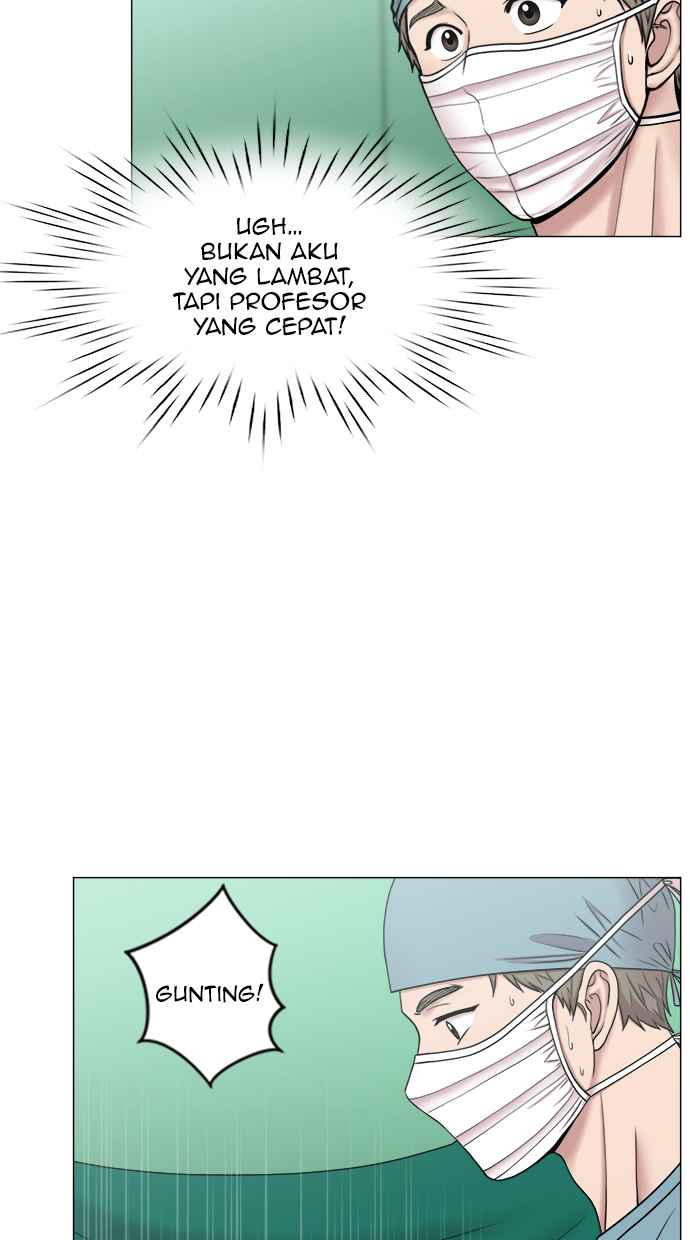 UGH...
BUKAN AKU
YANG LAMBAT,
TAPI PROFESOR
YANG CEPAT!
GUNTING!